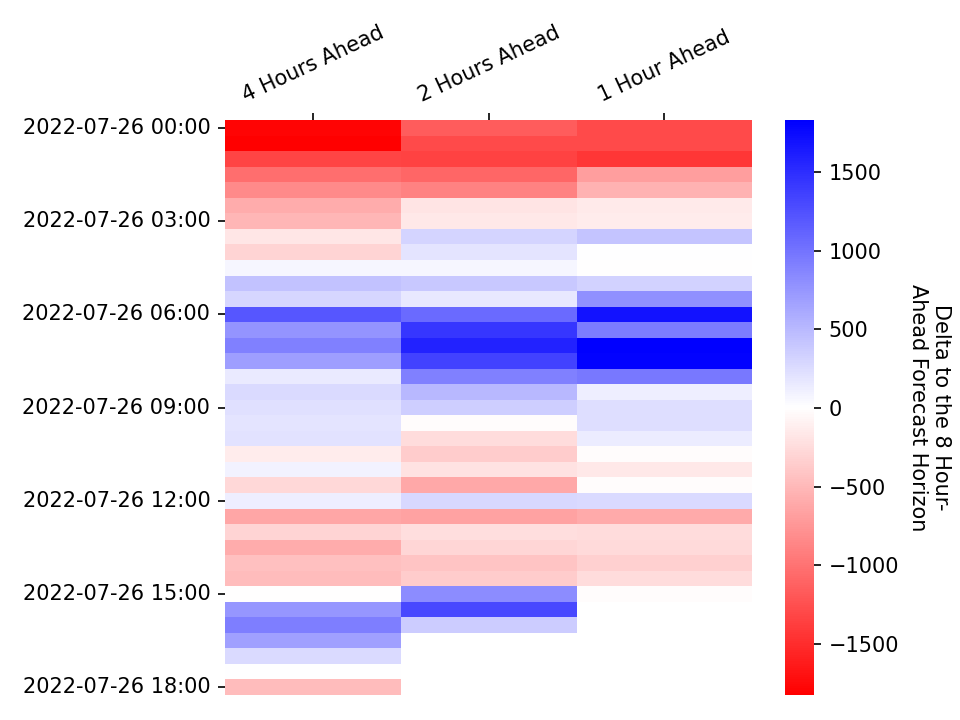 4 Hours Ahead
2 Hours Ahead
1 Hour Ahead
2022-07-26 00:00
2022-07-26 03:00
2022-07-26 06:00
2022-07-26 09:00
2022-07-26 12:00
2022-07-26 15:00
2022-07-26 18:00
1500
1000
500
0
−500
−1000
−1500
Delta to the 8 Hour-
Ahead Forecast Horizon